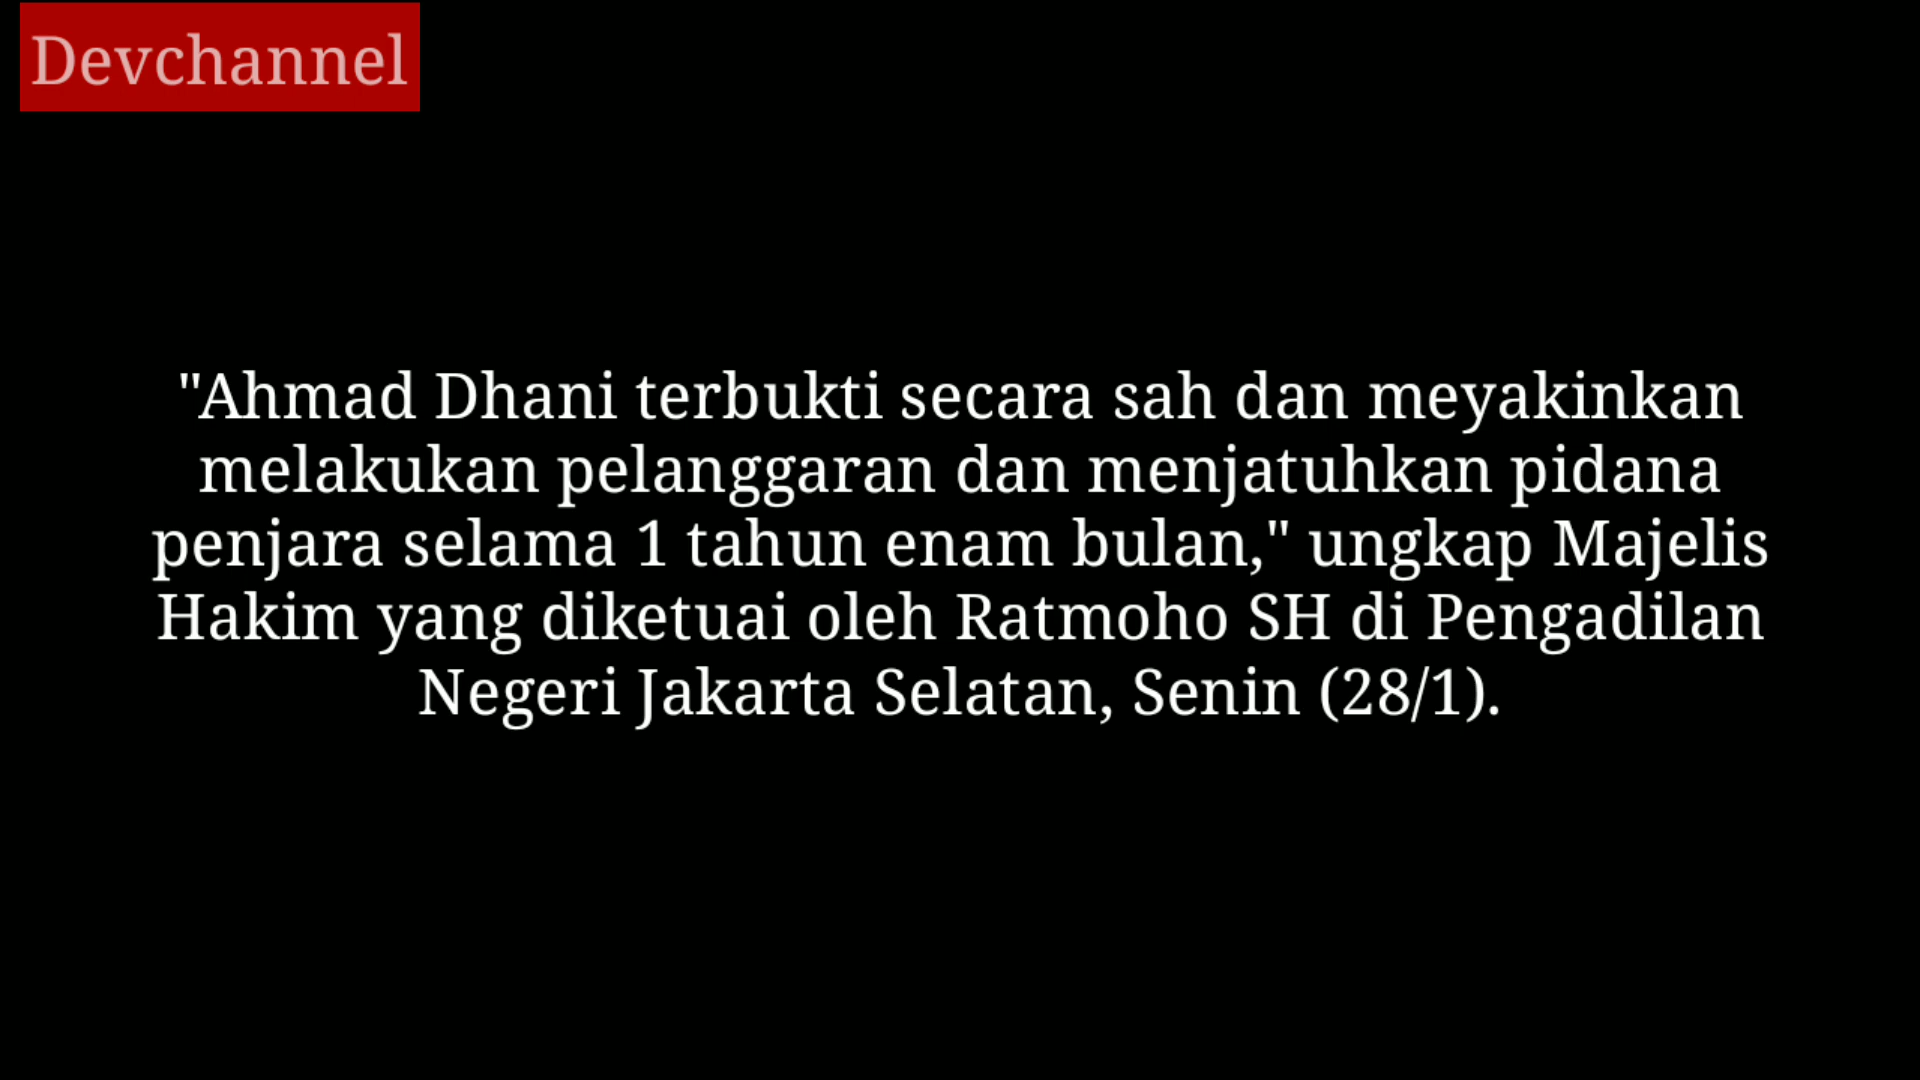 Devchannel
"Ahmad Dhani terbukti secara sah dan meyakinkan
melakukan pelanggaran dan menjatuhkan pidana
penjara selama 1 tahun enam bulan," ungkap Majelis
Hakim yang diketuai oleh Ratmoho SH di Pengadilan
Negeri Jakarta Selatan, Senin (28/1).